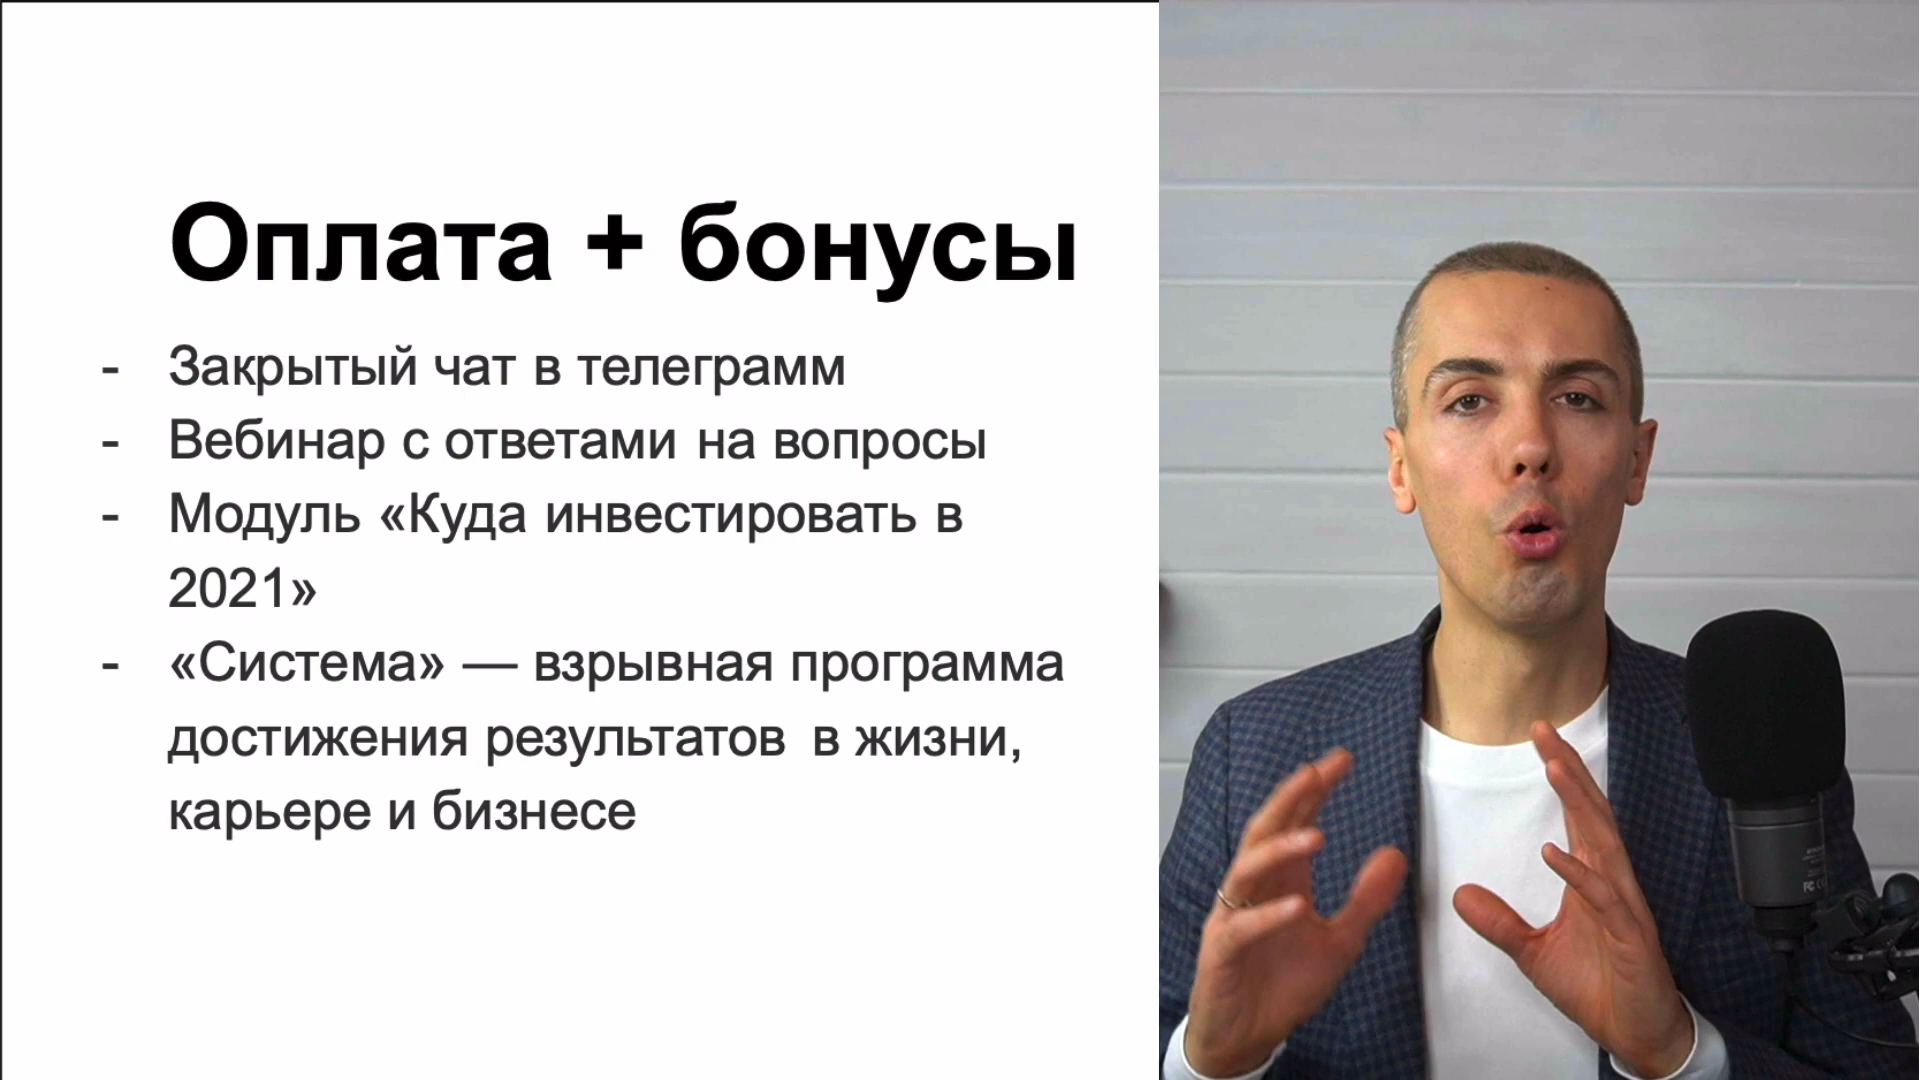 Оплата + бонусы
- Закрытый чат в телеграмм
- Вебинар с ответами на вопросы
- Модуль «Куда инвестировать в
2021»
- «Система» — взрывная программа
достижения результатов в жизни,
карьере и бизнесе
FC